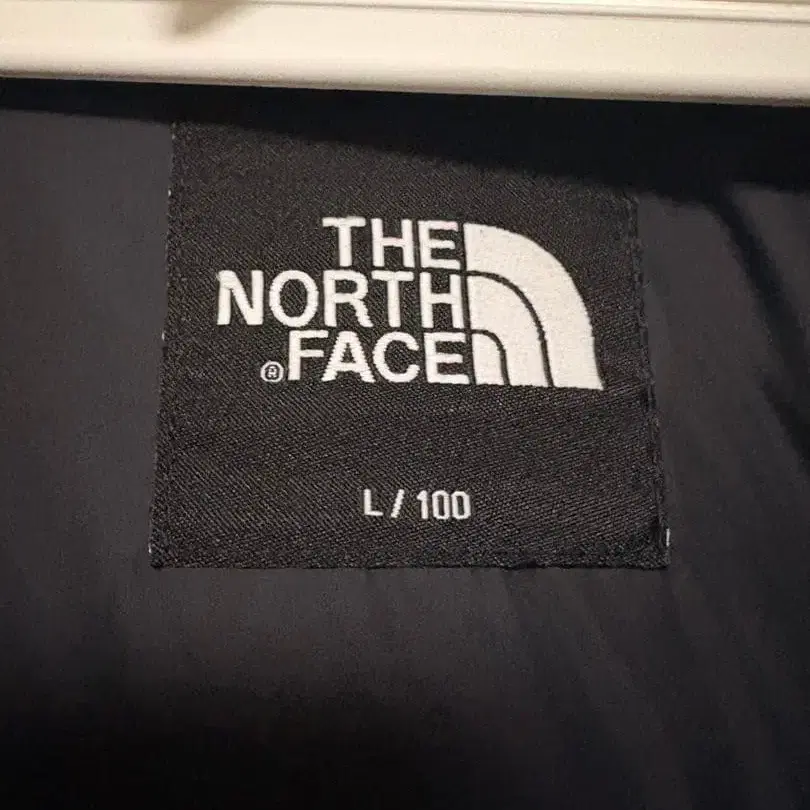 THE
NORTH
® FACE
L / 100